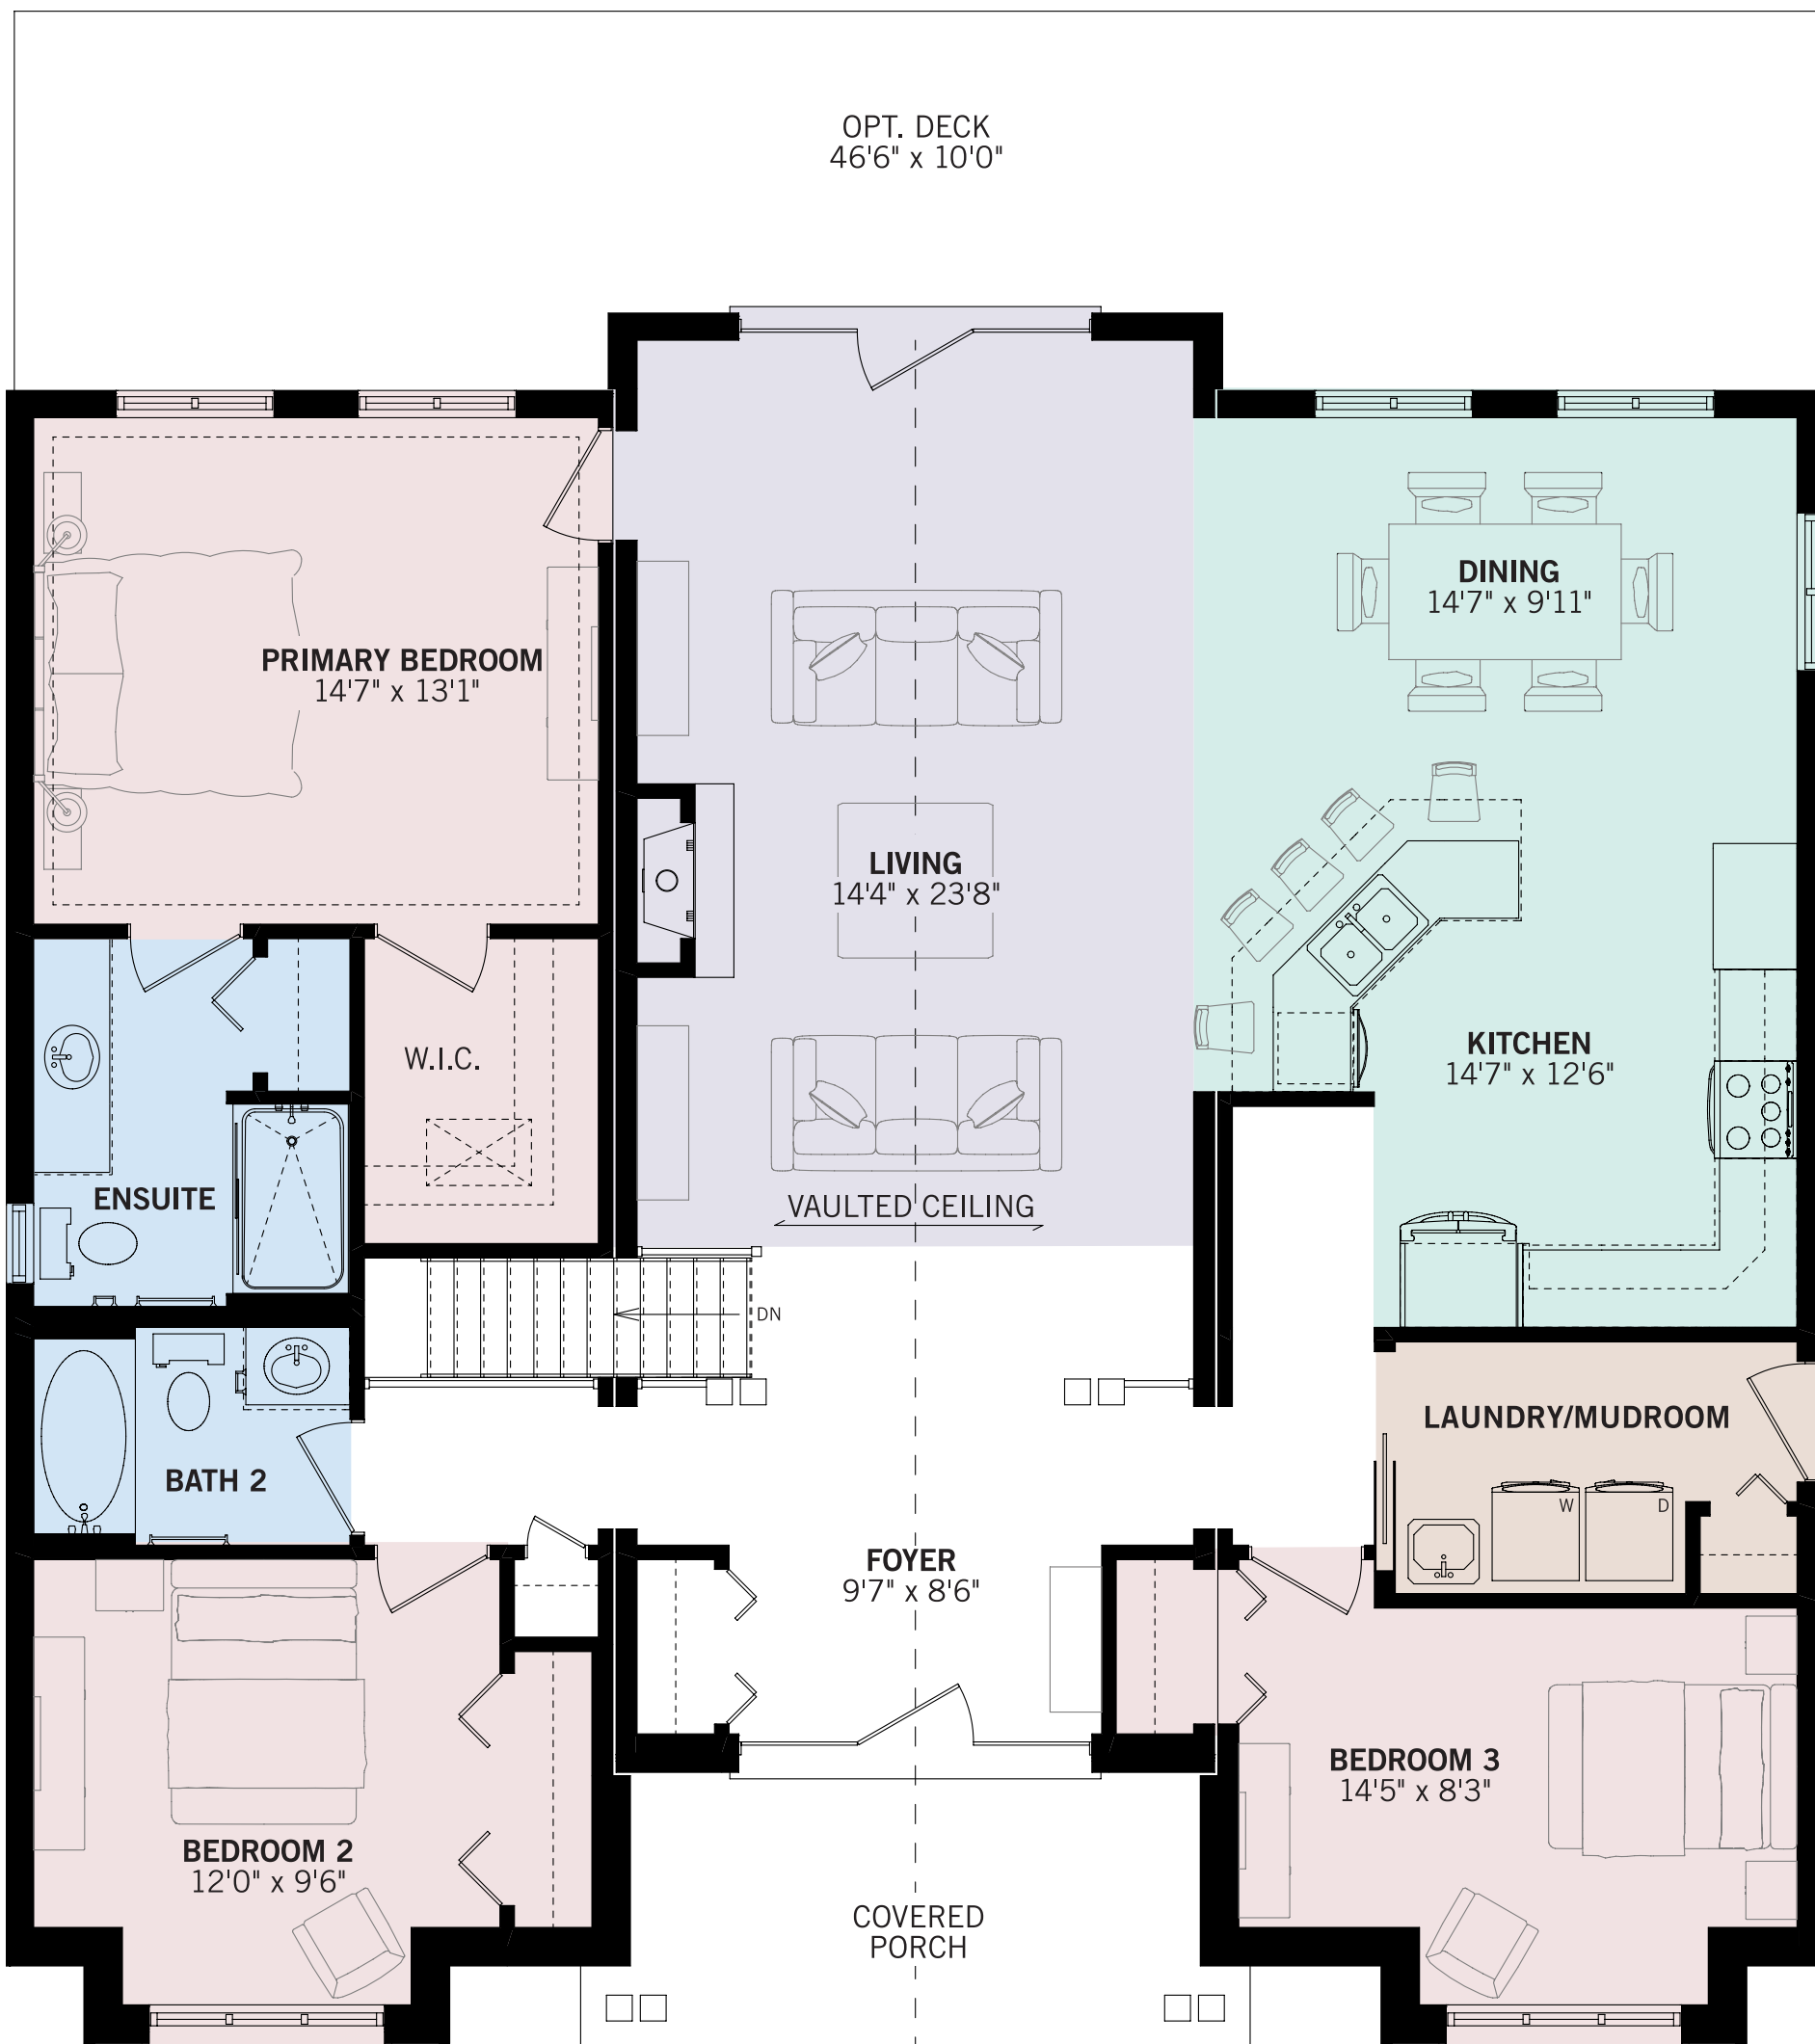 OPT. DECK
46'6" x 10'0"
DINING
14'7" x 9'11"
PRIMARY BEDROOM
14'7" x 13'1"
LIVING
14'4" x 23'8"
KITCHEN
14'7" x 12'6"
W.I.C.
ENSUITE
VAULTED CEILING
DN
LAUNDRY/MUDROOM
BATH 2
W
D
FOYER
9'7" x 8'6"
BEDROOM 3
14'5" x 8'3"
BEDROOM 2
12'0" x 9'6"
COVERED
PORCH